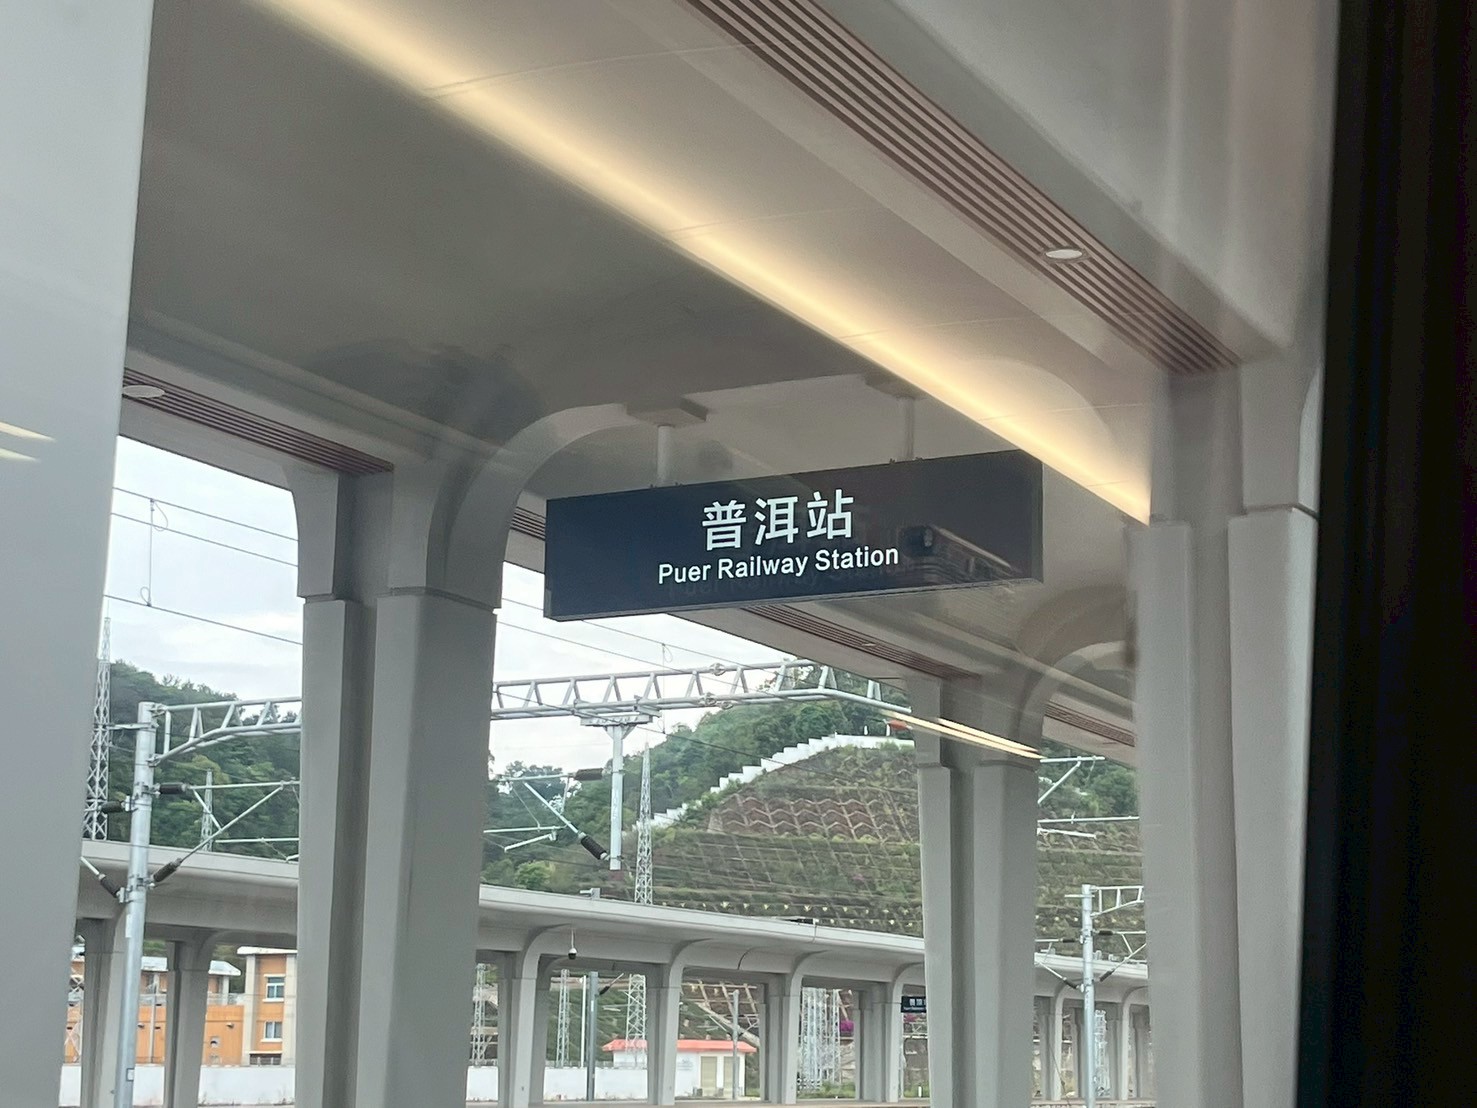 普洱站
Puer Railway Station